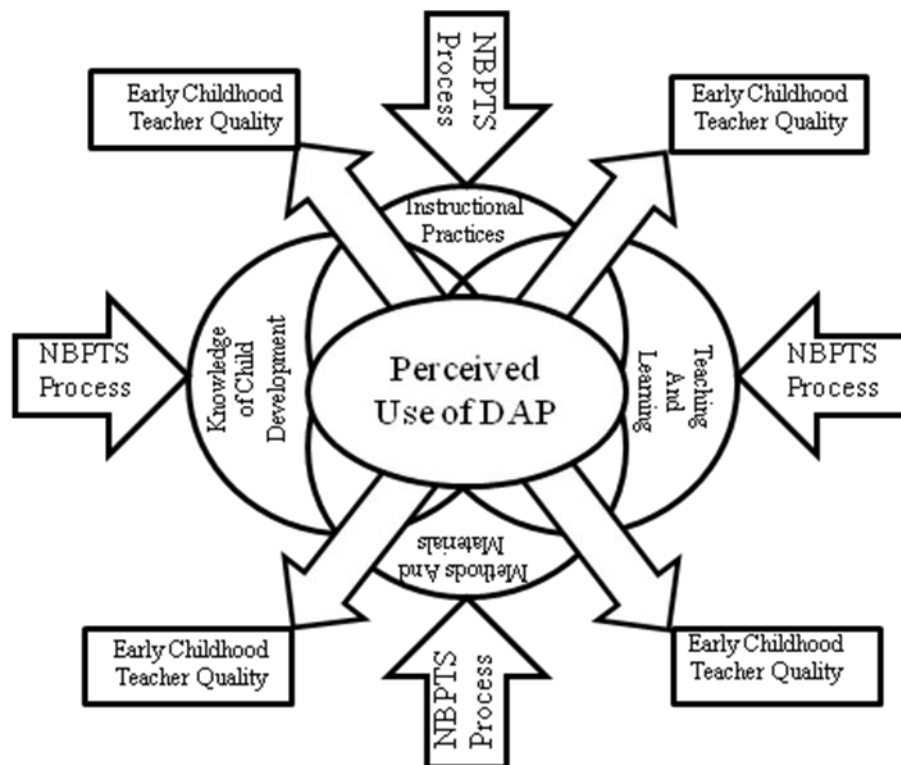 NBPTS
Process
Early Childhood
Teacher Quality
Early Childhood
Teacher Quality
Instructional
Practices
NBPTS
Process
Knowledge
of Child
Development
Perceived
Use of DAP
Teaching
And
Learning
NBPTS
Process
Methods And
Materials
Early Childhood
Teacher Quality
NBPTS
Process
Early Childhood
Teacher Quality